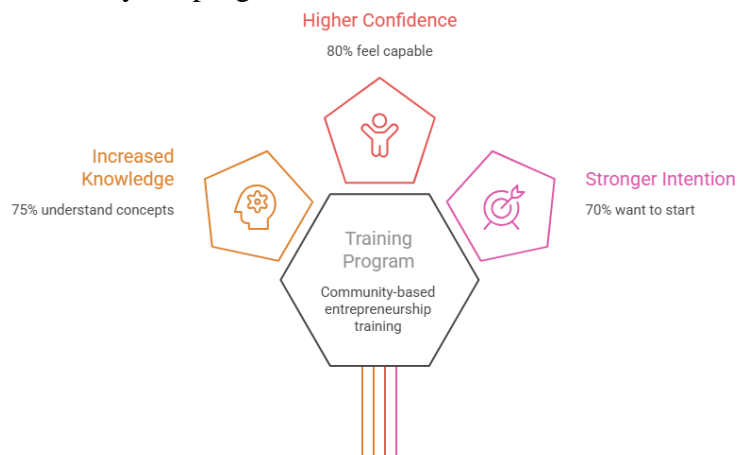 Higher Confidence
80% feel capable
Increased
Knowledge
75% understand concepts
Stronger Intention
70% want to start
Training
Program
Community-based
entrepreneurship
training